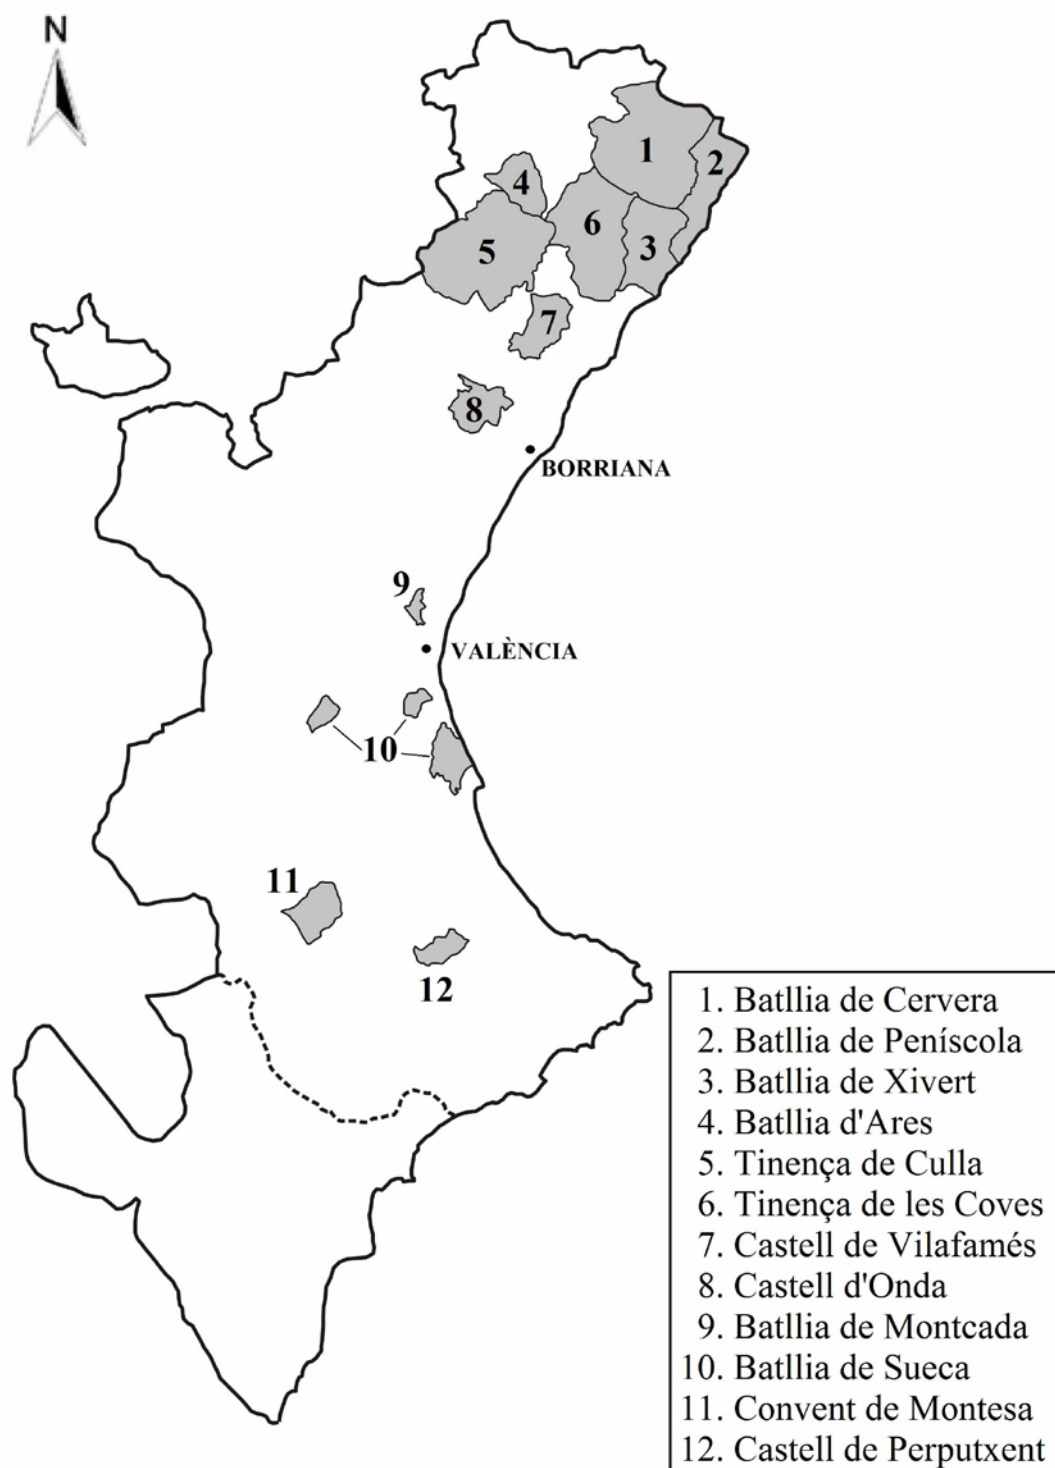 N
1
2
4
6
3
5
7
8
BORRIANA
9
VALÈNCIA
10
11
12
1. Batllia de Cervera
2. Batllia de Peníscola
3. Batllia de Xivert
4. Batllia d'Ares
5. Tinença de Culla
6. Tinença de les Coves
7. Castell de Vilafamés
8. Castell d'Onda
9. Batllia de Montcada
10. Batllia de Sueca
11. Convent de Montesa
12. Castell de Perputxent